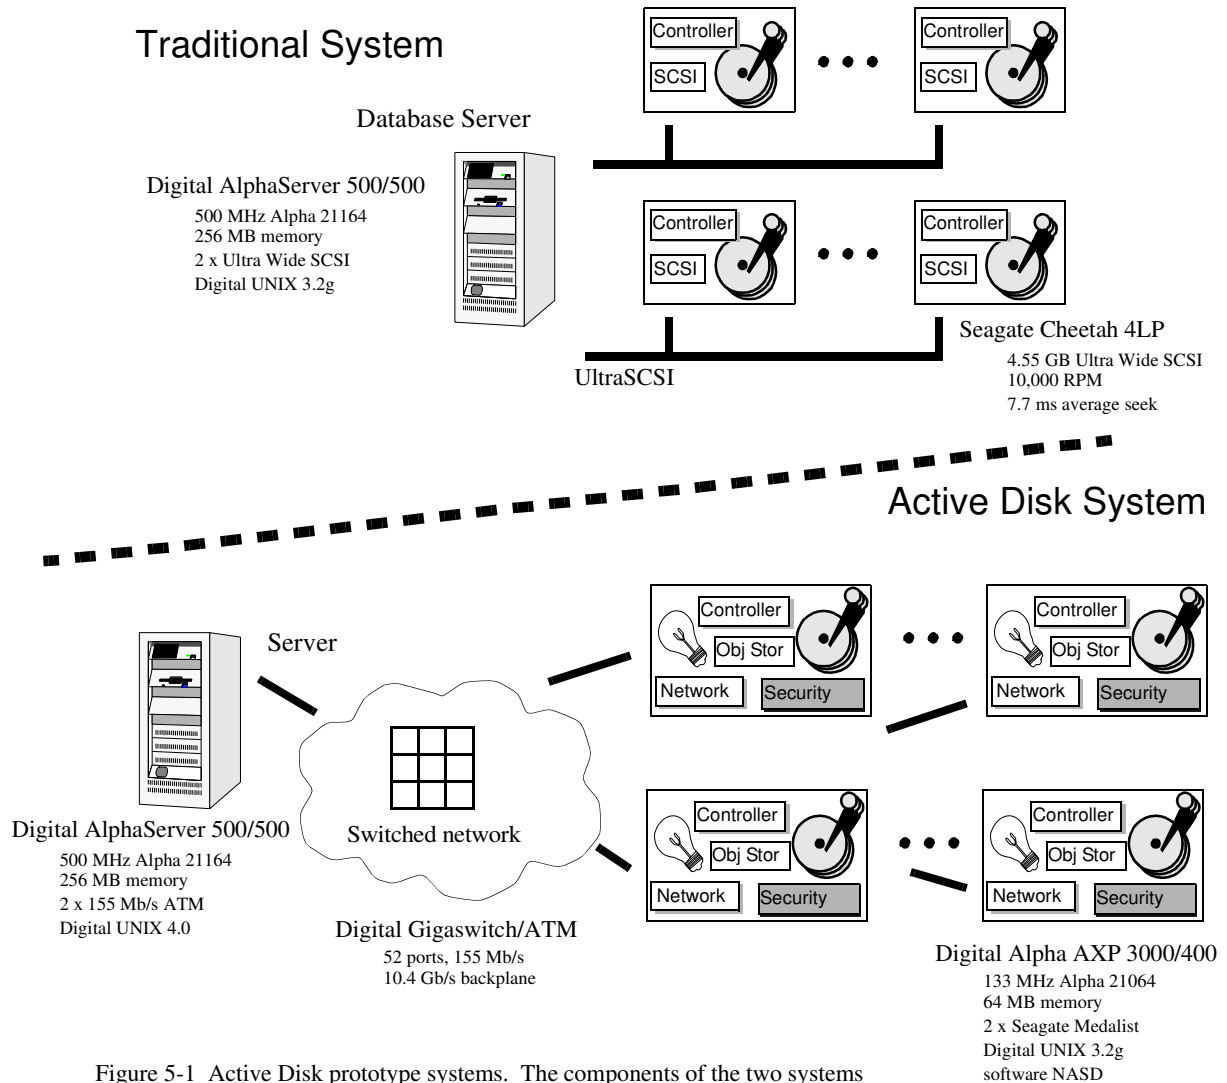 Traditional System
Controller
SCSI
Controller
SCSI
Database Server
Digital AlphaServer 500/500
500 MHz Alpha 21164
256 MB memory
2 x Ultra Wide SCSI
Digital UNIX 3.2g
Controller
SCSI
Controller
SCSI
UltraSCSI
Seagate Cheetah 4LP
4.55 GB Ultra Wide SCSI
10,000 RPM
7.7 ms average seek
Active Disk System
Controller
Obj Stor
Network
Security
Controller
Obj Stor
Network
Security
Server
Switched network
Controller
Obj Stor
Network
Security
Controller
Obj Stor
Network
Security
Digital AlphaServer 500/500
500 MHz Alpha 21164
256 MB memory
2 x 155 Mb/s ATM
Digital UNIX 4.0
Digital Gigaswitch/ATM
52 ports, 155 Mb/s
10.4 Gb/s backplane
Digital Alpha AXP 3000/400
133 MHz Alpha 21064
64 MB memory
2 x Seagate Medalist
Digital UNIX 3.2g
software NASD
Figure 5-1 Active Disk prototype systems. The components of the two systems